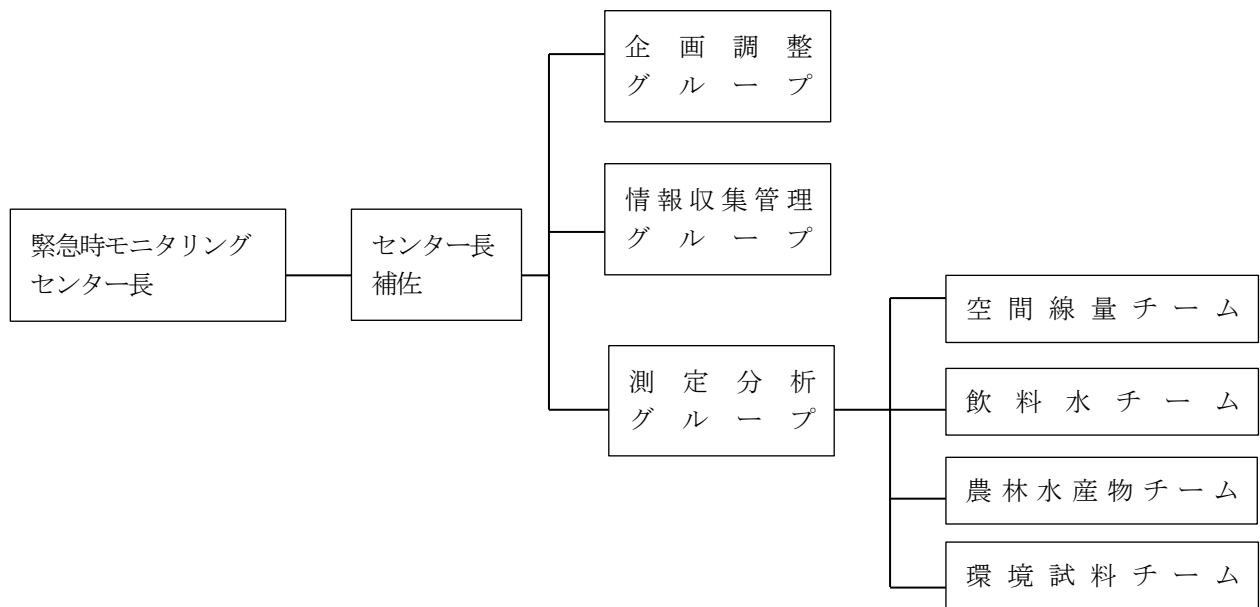 企画調整
グループ
情報収集管理
グループ
緊急時モニタリング
センター長
センター長
補佐
測定分析
グループ
空間線量チーム
飲料水チーム
農林水産物チーム
環境試料チーム